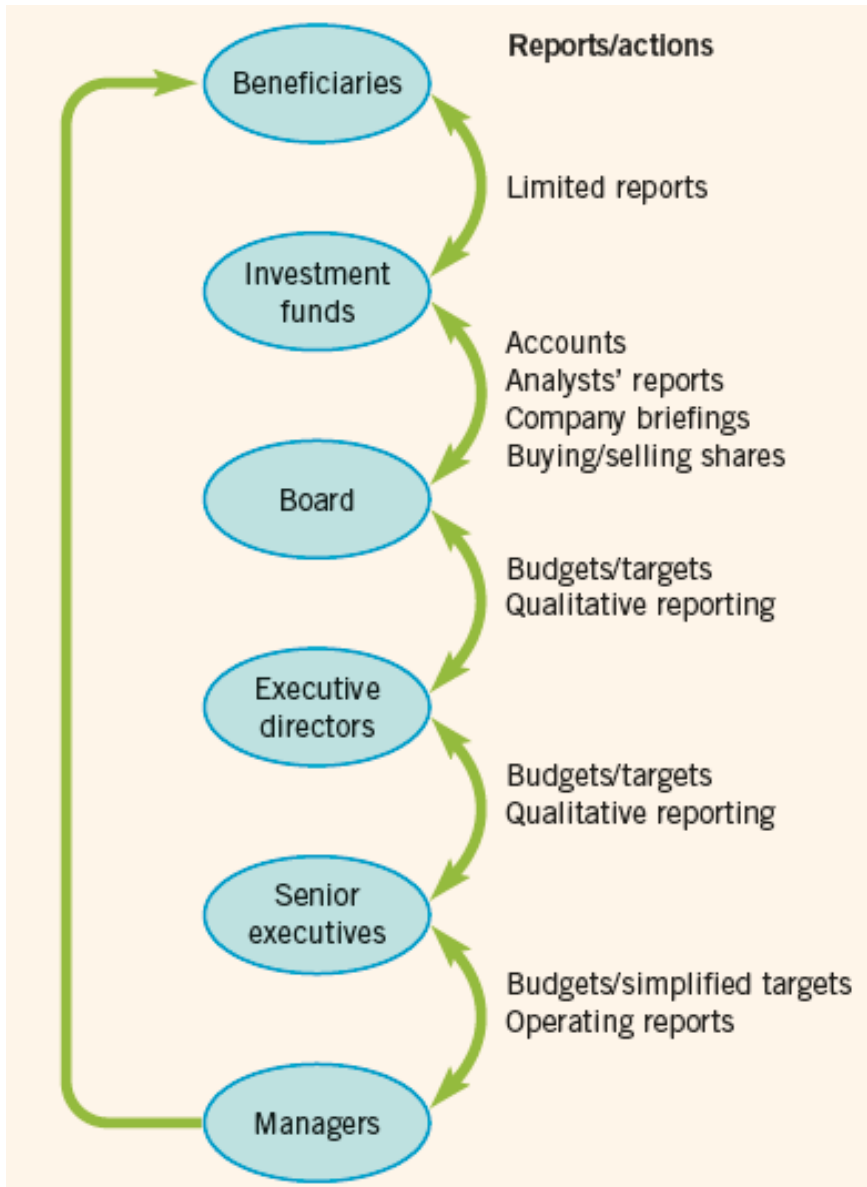 Reports/actions
Beneficiaries
Limited reports
Investment
funds
Accounts
Analysts’ reports
Company briefings
Buying/selling shares
Board
Budgets/targets
Qualitative reporting
Executive
directors
Budgets/targets
Qualitative reporting
Senior
executives
Budgets/simplified targets
Operating reports
Managers